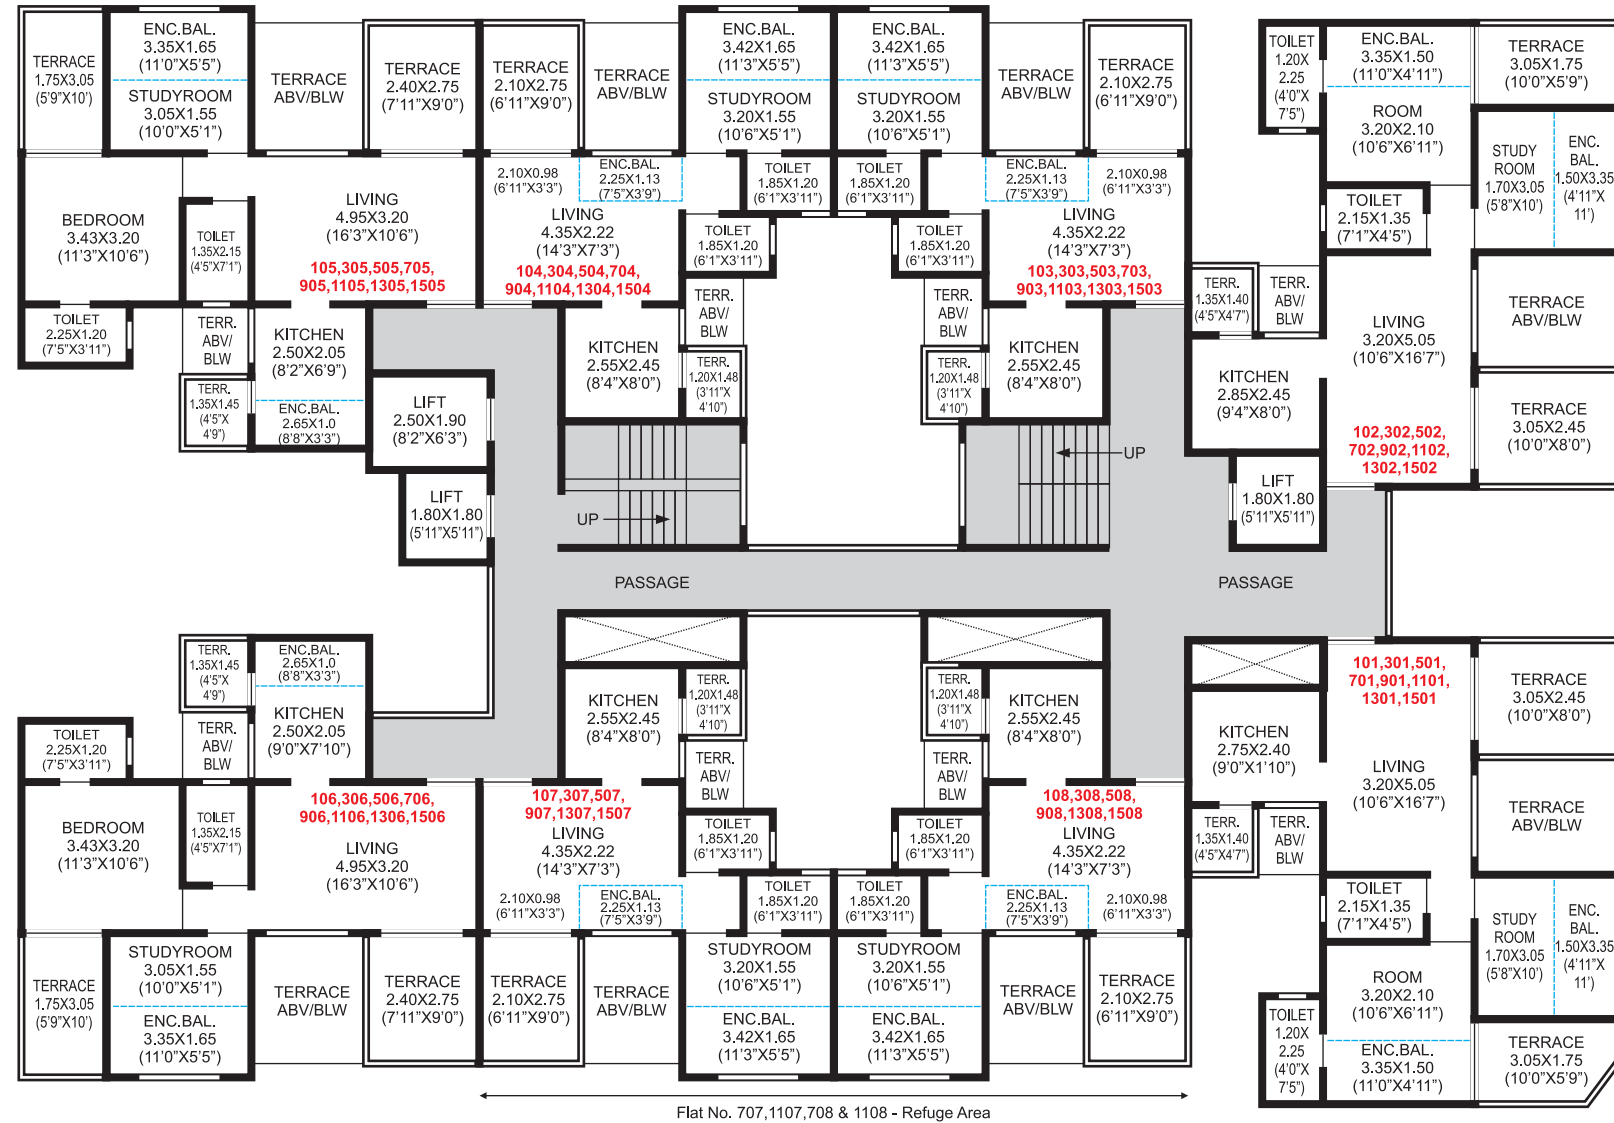 TERRACE
1.75X3.05
(5'9"X10')
ENC.BAL.
3.35X1.65
(11'0"X5'5")
STUDYROOM
3.05X1.55
(10'0"X5'1")
TERRACE
ABV/BLW
TERRACE
2.40X2.75
(7'11"X9'0")
TERRACE
2.10X2.75
(6'11"X9'0")
TERRACE
ABV/BLW
ENC.BAL.
3.42X1.65
(11'3"X5'5")
STUDYROOM
3.20X1.55
(10'6"X5'1")
ENC.BAL.
3.42X1.65
(11'3"X5'5")
STUDYROOM
3.20X1.55
(10'6"X5'1")
TERRACE
ABV/BLW
TERRACE
2.10X2.75
(6'11"X9'0")
TOILET
1.20X
2.25
(4'0"X
7'5")
ENC.BAL.
3.35X1.50
(11'0"X4'11")
ROOM
3.20X2.10
(10'6"X6'11")
TERRACE
3.05X1.75
(10'0"X5'9")
STUDY
ROOM
1.70X3.05
(5'8"X10')
ENC.
BAL.
1.50X3.35
(4'11"X
11')
BEDROOM
3.43X3.20
(11'3"X10'6")
TOILET
1.35X2.15
(4'5"X7'1")
LIVING
4.95X3.20
(16'3"X10'6")
105,305,505,705,
905,1105,1305,1505
2.10X0.98
(6'11"X3'3")
ENC.BAL.
2.25X1.13
(7'5"X3'9")
LIVING
4.35X2.22
(14'3"X7'3")
104,304,504,704,
904,1104,1304,1504
TOILET
1.85X1.20
(6'1"X3'11")
TOILET
1.85X1.20
(6'1"X3'11")
TOILET
1.85X1.20
(6'1"X3'11")
TOILET
1.85X1.20
(6'1"X3'11")
ENC.BAL.
2.25X1.13
(7'5"X3'9")
2.10X0.98
(6'11"X3'3")
LIVING
4.35X2.22
(14'3"X7'3")
103,303,503,703,
903,1103,1303,1503
TOILET
2.15X1.35
(7'1"X4'5")
TERR.
1.35X1.40
(4'5"X4'7")
TERR.
ABV/
BLW
LIVING
3.20X5.05
(10'6"X16'7")
TERRACE
ABV/BLW
TOILET
2.25X1.20
(7'5"X3'11")
TERR.
ABV/
BLW
KITCHEN
2.50X2.05
(8'2"X6'9")
TERR.
1.35X1.45
(4'5"X
4'9")
ENC.BAL.
2.65X1.0
(8'8"X3'3")
LIFT
2.50X1.90
(8'2"X6'3")
KITCHEN
2.55X2.45
(8'4"X8'0")
TERR.
ABV/
BLW
TERR.
1.20X1.48
(3'11"X
4'10")
TERR.
ABV/
BLW
TERR.
1.20X1.48
(3'11"X
4'10")
KITCHEN
2.55X2.45
(8'4"X8'0")
KITCHEN
2.85X2.45
(9'4"X8'0")
TERRACE
3.05X2.45
(10'0"X8'0")
102,302,502,
702,902,1102,
1302,1502
LIFT
1.80X1.80
(5'11"X5'11")
UP
UP
LIFT
1.80X1.80
(5'11"X5'11")
PASSAGE
PASSAGE
TERR.
1.35X1.45
(4'5"X
4'9")
ENC.BAL.
2.65X1.0
(8'8"X3'3")
KITCHEN
2.50X2.05
(9'0"X7'10")
TERR.
ABV/
BLW
TOILET
2.25X1.20
(7'5"X3'11")
KITCHEN
2.55X2.45
(8'4"X8'0")
TERR.
1.20X1.48
(3'11"X
4'10")
TERR.
ABV/
BLW
TERR.
1.20X1.48
(3'11"X
4'10")
TERR.
ABV/
BLW
KITCHEN
2.55X2.45
(8'4"X8'0")
101,301,501,
701,901,1101,
1301,1501
TERRACE
3.05X2.45
(10'0"X8'0")
KITCHEN
2.75X2.40
(9'0"X1'10")
LIVING
3.20X5.05
(10'6"X16'7")
TERRACE
ABV/BLW
BEDROOM
3.43X3.20
(11'3"X10'6")
TOILET
1.35X2.15
(4'5"X7'1")
106,306,506,706,
906,1106,1306,1506
LIVING
4.95X3.20
(16'3"X10'6")
107,307,507,
907,1307,1507
LIVING
4.35X2.22
(14'3"X7'3")
2.10X0.98
(6'11"X3'3")
ENC.BAL.
2.25X1.13
(7'5"X3'9")
TOILET
1.85X1.20
(6'1"X3'11")
TOILET
1.85X1.20
(6'1"X3'11")
TOILET
1.85X1.20
(6'1"X3'11")
TOILET
1.85X1.20
(6'1"X3'11")
108,308,508,
908,1308,1508
LIVING
4.35X2.22
(14'3"X7'3")
ENC.BAL.
2.25X1.13
(7'5"X3'9")
2.10X0.98
(6'11"X3'3")
TERR.
1.35X1.40
(4'5"X4'7")
TERR.
ABV/
BLW
TOILET
2.15X1.35
(7'1"X4'5")
STUDY
ROOM
1.70X3.05
(5'8"X10')
ENC.
BAL.
1.50X3.35
(4'11"X
11')
TERRACE
1.75X3.05
(5'9"X10')
STUDYROOM
3.05X1.55
(10'0"X5'1")
ENC.BAL.
3.35X1.65
(11'0"X5'5")
TERRACE
ABV/BLW
TERRACE
2.40X2.75
(7'11"X9'0")
TERRACE
2.10X2.75
(6'11"X9'0")
TERRACE
ABV/BLW
STUDYROOM
3.20X1.55
(10'6"X5'1")
ENC.BAL.
3.42X1.65
(11'3"X5'5")
STUDYROOM
3.20X1.55
(10'6"X5'1")
ENC.BAL.
3.42X1.65
(11'3"X5'5")
TERRACE
ABV/BLW
TERRACE
2.10X2.75
(6'11"X9'0")
TOILET
1.20X
2.25
(4'0"X
7'5")
ROOM
3.20X2.10
(10'6"X6'11")
ENC.BAL.
3.35X1.50
(11'0"X4'11")
TERRACE
3.05X1.75
(10'0"X5'9")
Flat No. 707,1107,708 & 1108 - Refuge Area